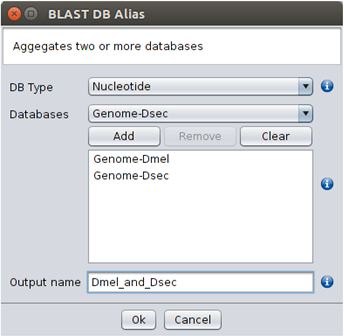 BLAST DB Alias
Aggegates two or more databases
DB Type Nucleotide
Databases Genome-Dsec
Add Remove Clear
Genome-Dmel
Genome-Dsec
Output name Dmel_and_Dsec
Ok Cancel